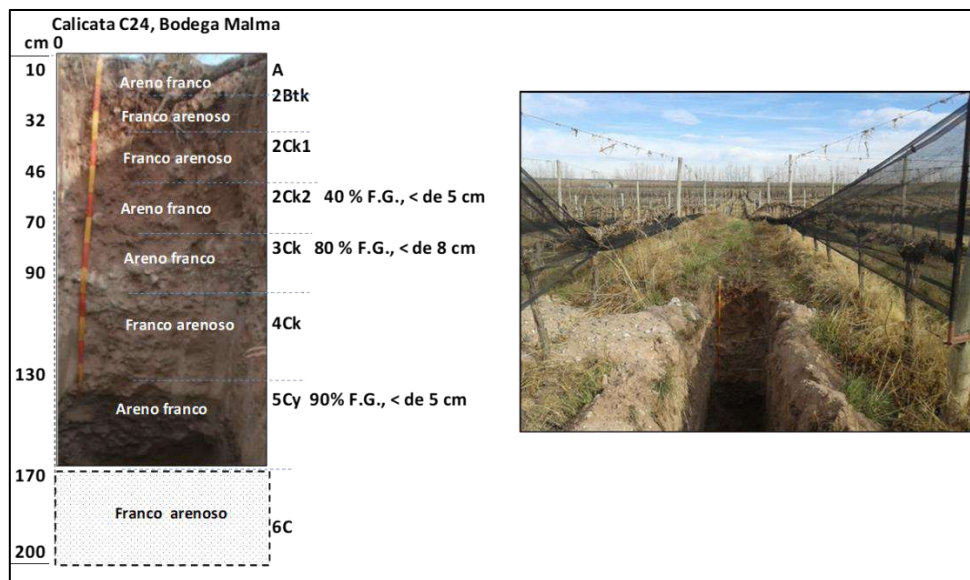 Calicata C24, Bodega Malma
cm 0
10
A
Areno franco
2Btk
32
Franco arenoso
2Ck1
Franco arenoso
46
2Ck2 40 % F.G., < de 5 cm
Areno franco
70
3Ck 80 % F.G., < de 8 cm
Areno franco
90
Franco arenoso
4Ck
130
5Cy 90% F.G., < de 5 cm
Areno franco
170
Franco arenoso
6C
200